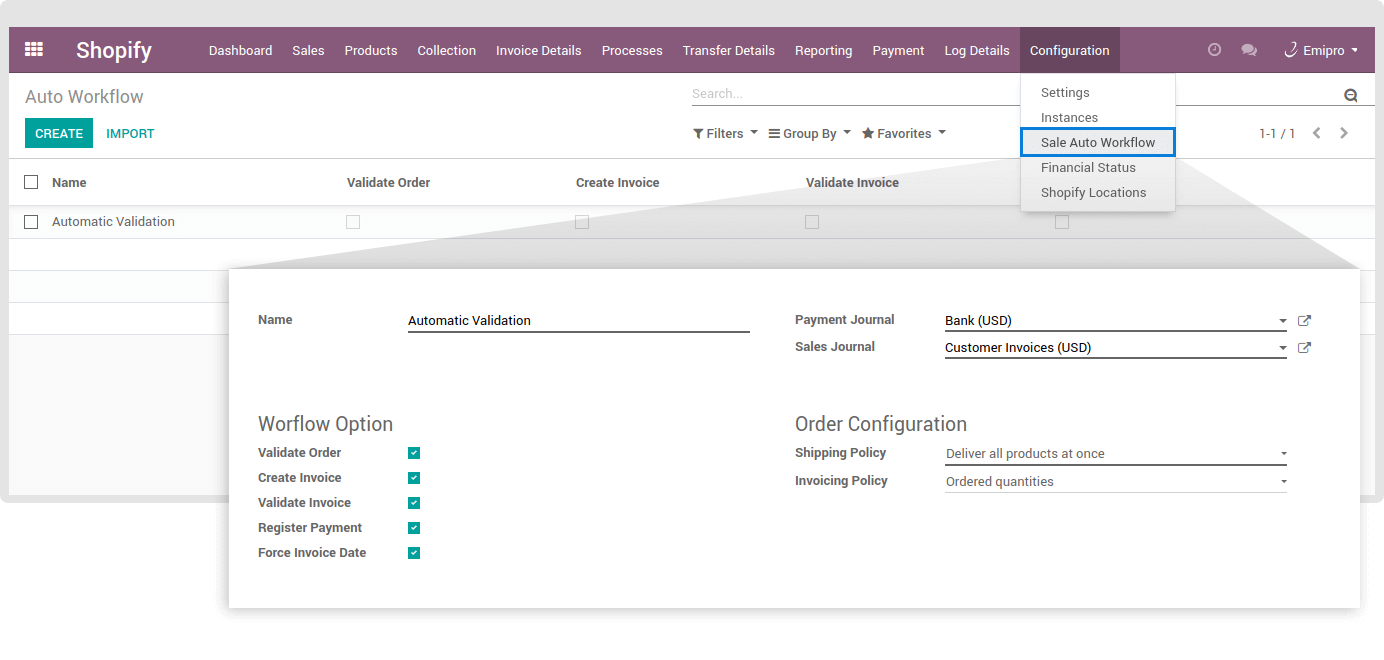 Shopify Dashboard Sales Products Collection Invoice Details Processes Transfer Details Reporting Payment Log Details Configuration Emipro
Auto Workflow Search...
CREATE IMPORT Filters Group By Favorites 1-1 / 1
Settings
Instances
Sale Auto Workflow
Financial Status
Shopify Locations
Name Validate Order Create Invoice Validate Invoice
Automatic Validation
Name Automatic Validation
Payment Journal Bank (USD)
Sales Journal Customer Invoices (USD)
Worflow Option
Validate Order
Create Invoice
Validate Invoice
Register Payment
Force Invoice Date
Order Configuration
Shipping Policy Deliver all products at once
Invoicing Policy Ordered quantities